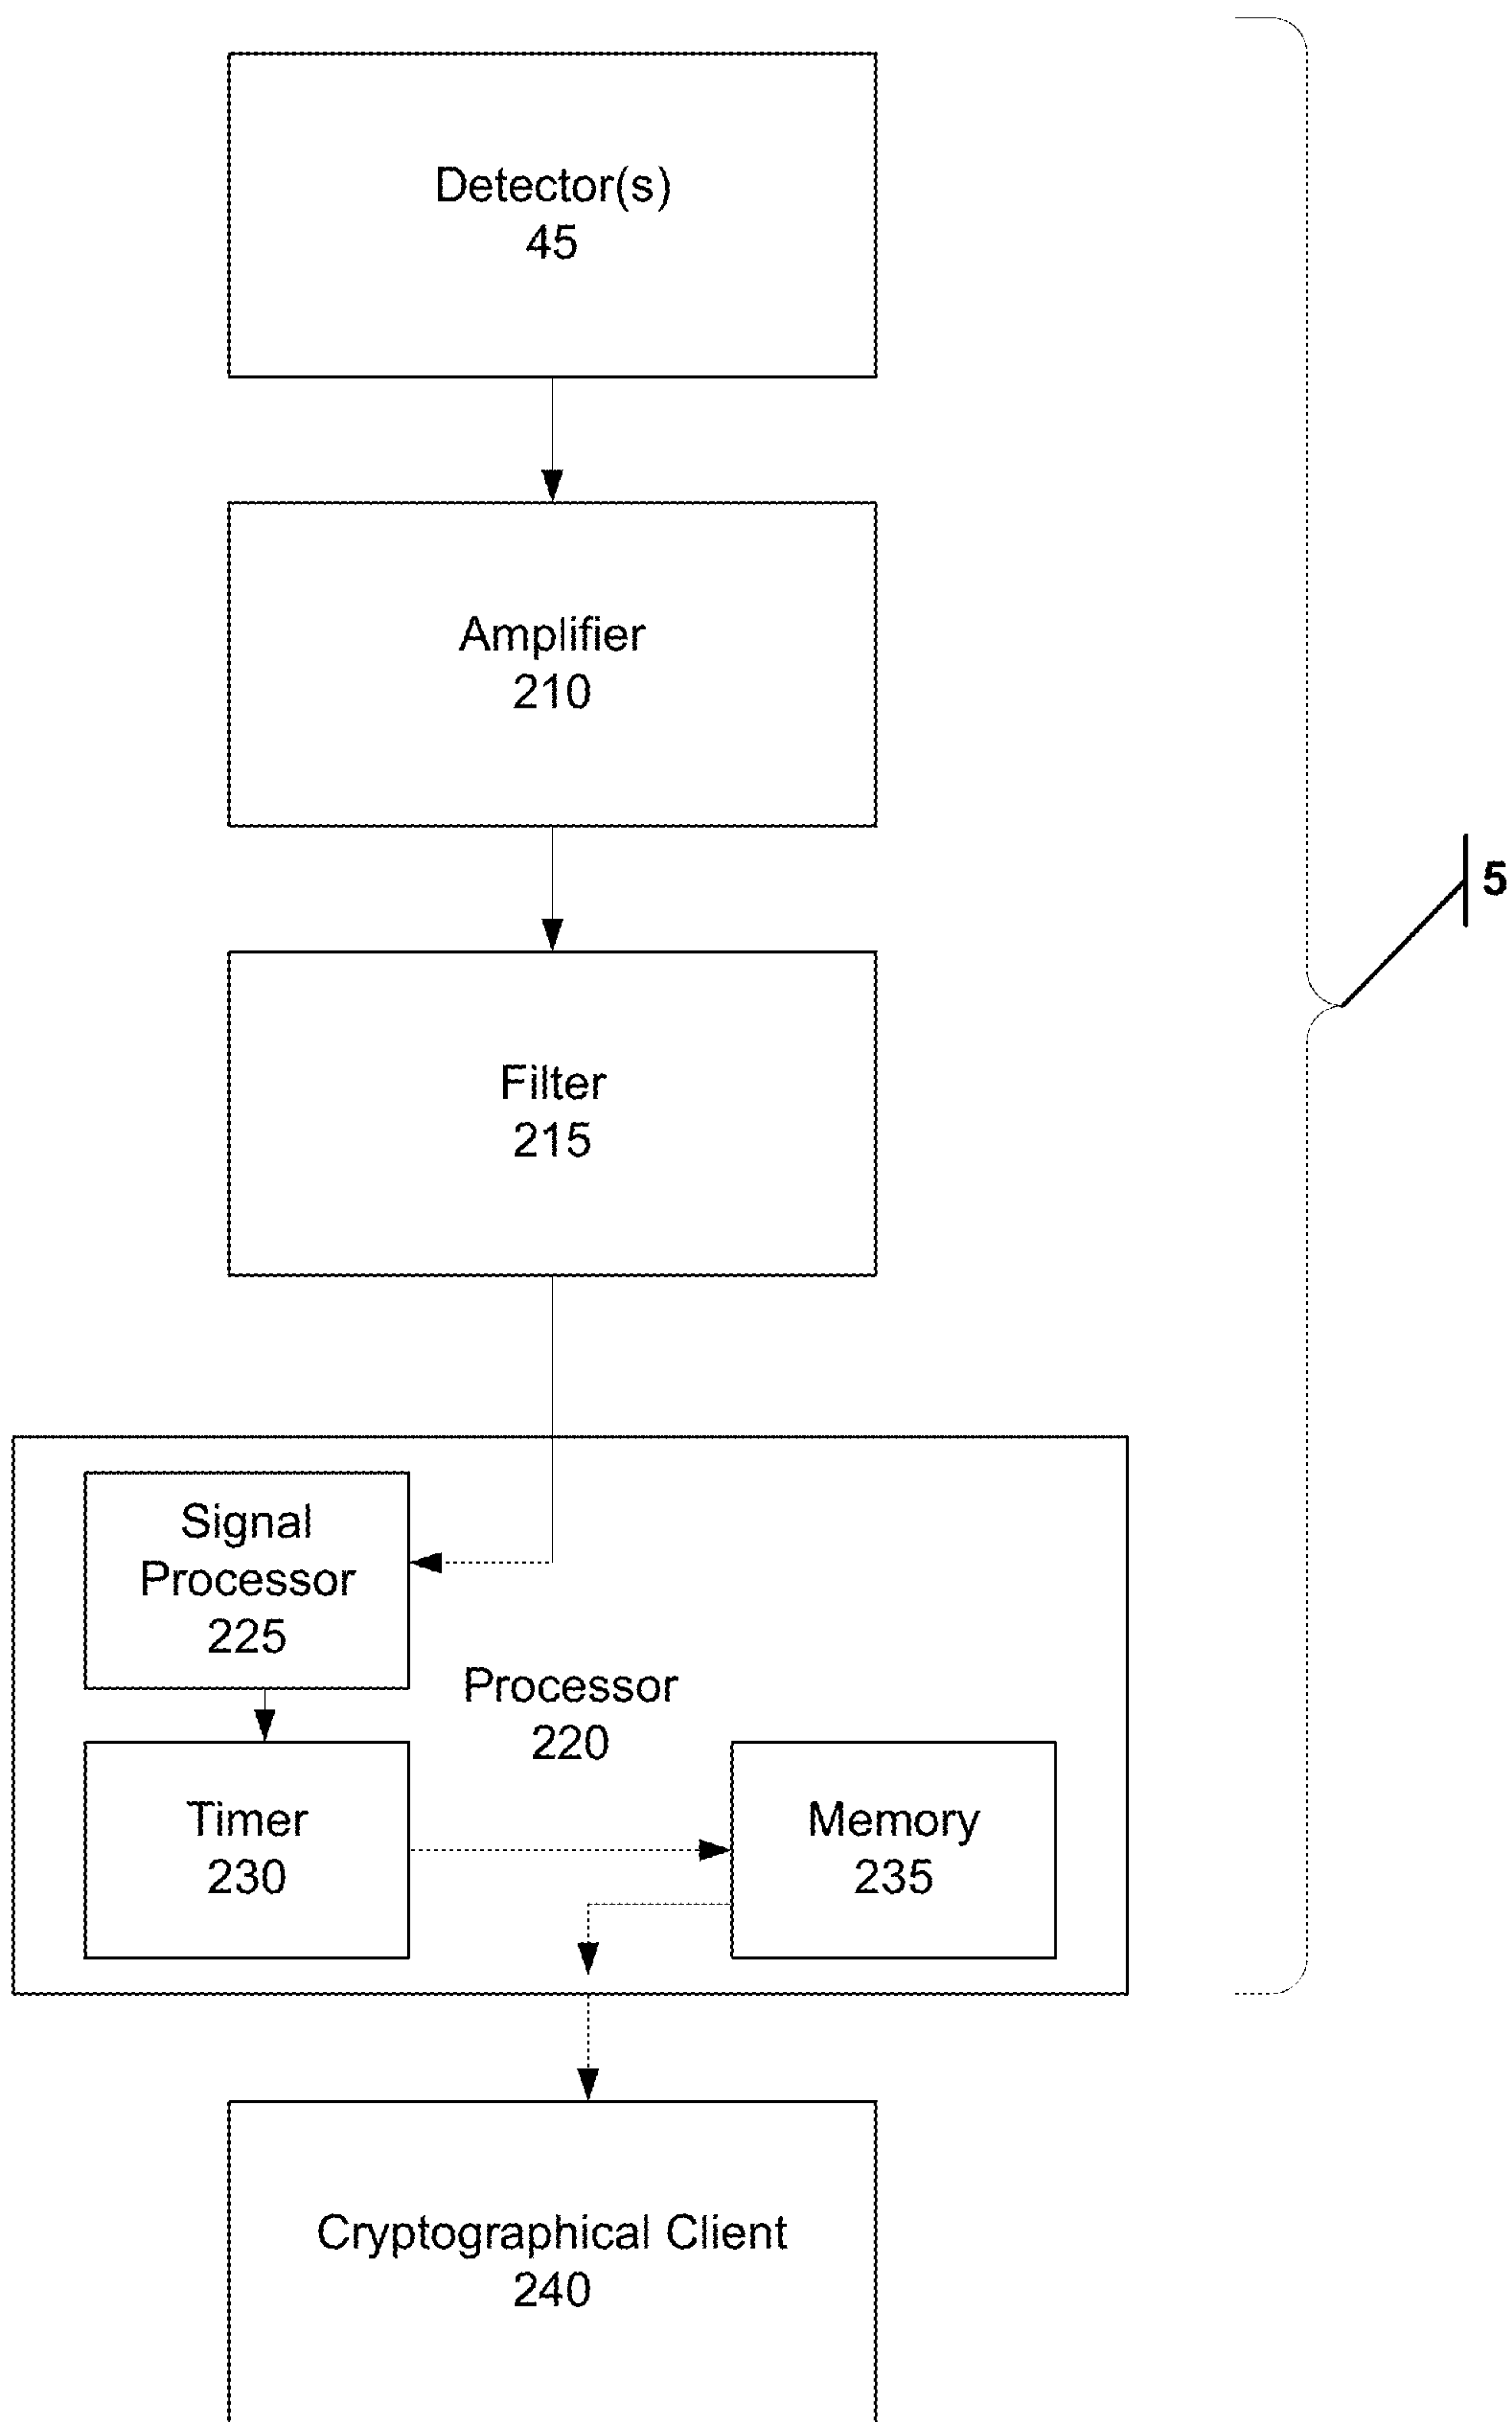 Detector(s)
45
Amplifier
210
5
Filter
215
Signal
Processor
225
Processor
220
Timer
230
Memory
235
Cryptographical Client
240